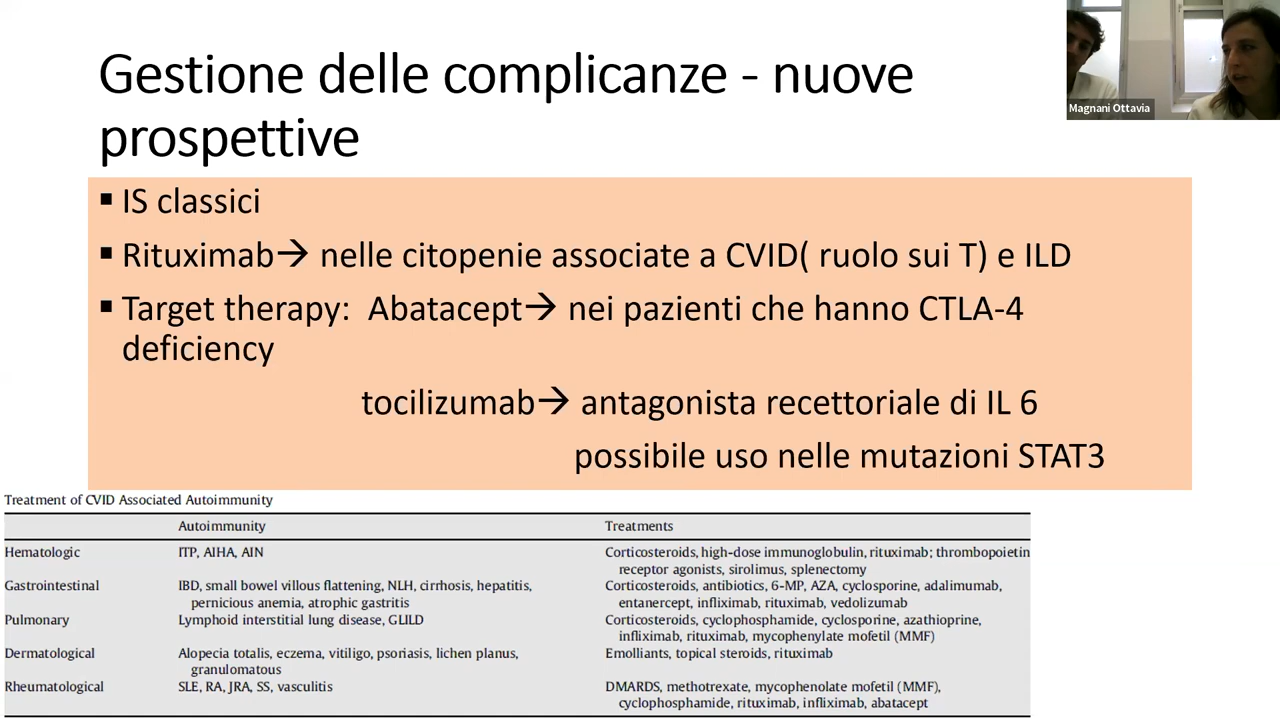 Gestione delle complicanze - nuove
prospettive
Magnani Ottavia
▪ IS classici
▪ Rituximab→ nelle citopenie associate a CVID( ruolo sui T) e ILD
▪ Target therapy: Abatacept→ nei pazienti che hanno CTLA-4
deficiency
tocilizumab→ antagonista recettoriale di IL 6
possibile uso nelle mutazioni STAT3
Treatment of CVID Associated Autoimmunity
Autoimmunity Treatments
Hematologic ITP, AIHA, AIN Corticosteroids, high-dose immunoglobulin, rituximab; thrombopoietin
receptor agonists, sirolimus, splenectomy
Gastrointestinal IBD, small bowel villous flattening, NLH, cirrhosis, hepatitis, Corticosteroids, antibiotics, 6-MP, AZA, cyclosporine, adalimumab,
pernicious anemia, atrophic gastritis entanercept, infliximab, rituximab, vedolizumab
Pulmonary Lymphoid interstitial lung disease, GLILD Corticosteroids, cyclophosphamide, cyclosporine, azathioprine,
infliximab, rituximab, mycophenylate mofetil (MMF)
Dermatological Alopecia totalis, eczema, vitiligo, psoriasis, lichen planus, Emolliants, topical steroids, rituximab
granulomatous
Rheumatological SLE, RA, JRA, SS, vasculitis DMARDS, methotrexate, mycophenolate mofetil (MMF),
cyclophosphamide, rituximab, infliximab, abatacept